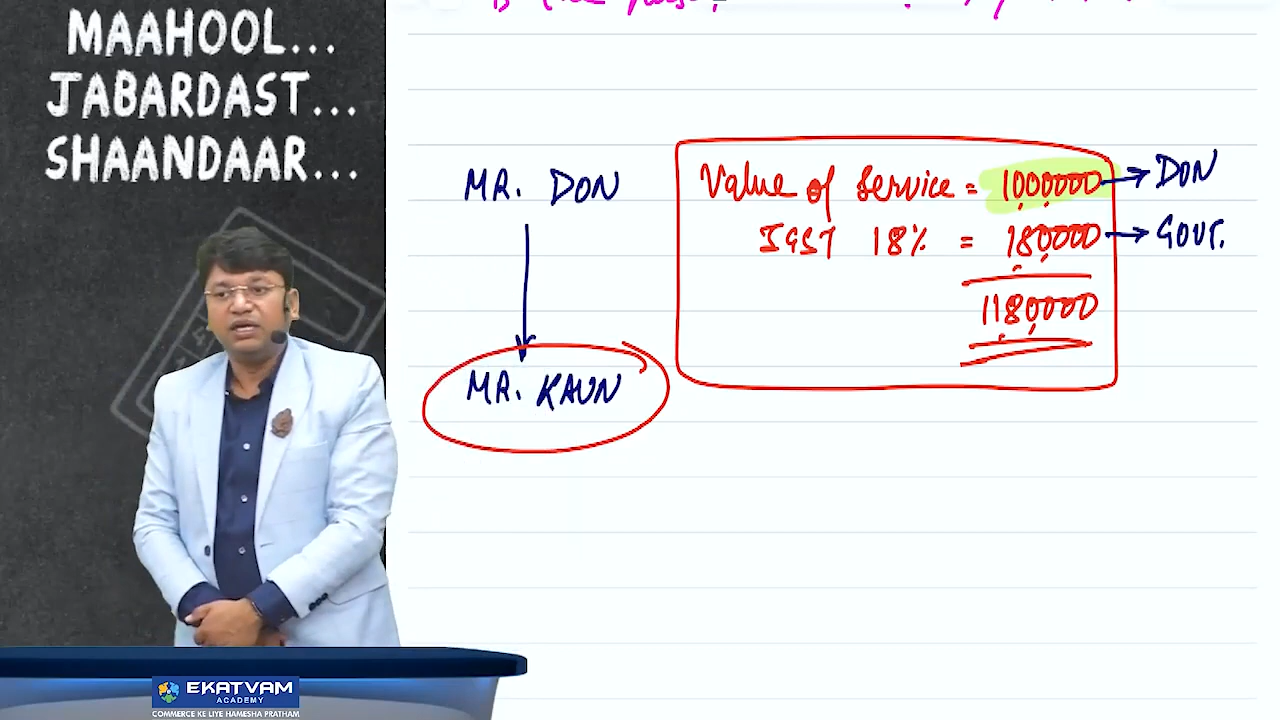 MAAHOOL...
JABARDAST...
SHAANDAAR...
MR. DON
Value of Service = 1000000 → DON
IGST 18% = 180000 → GOVT.
1180000
MR. KAUN
EKATVAM
ACADEMY
COMMERCE KE LIYE HAMESHA PRATHAM